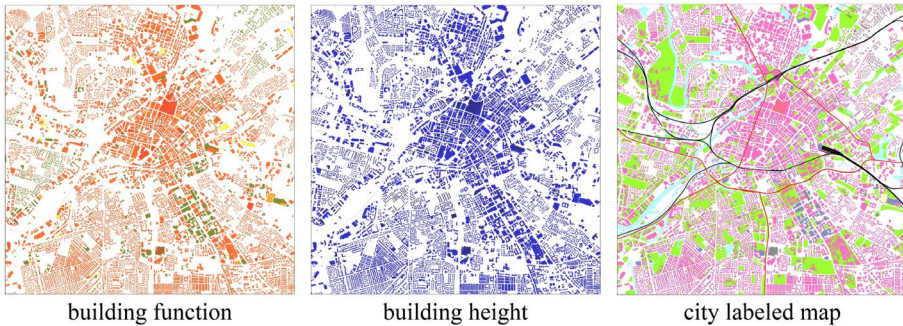 building function
building height
city labeled map